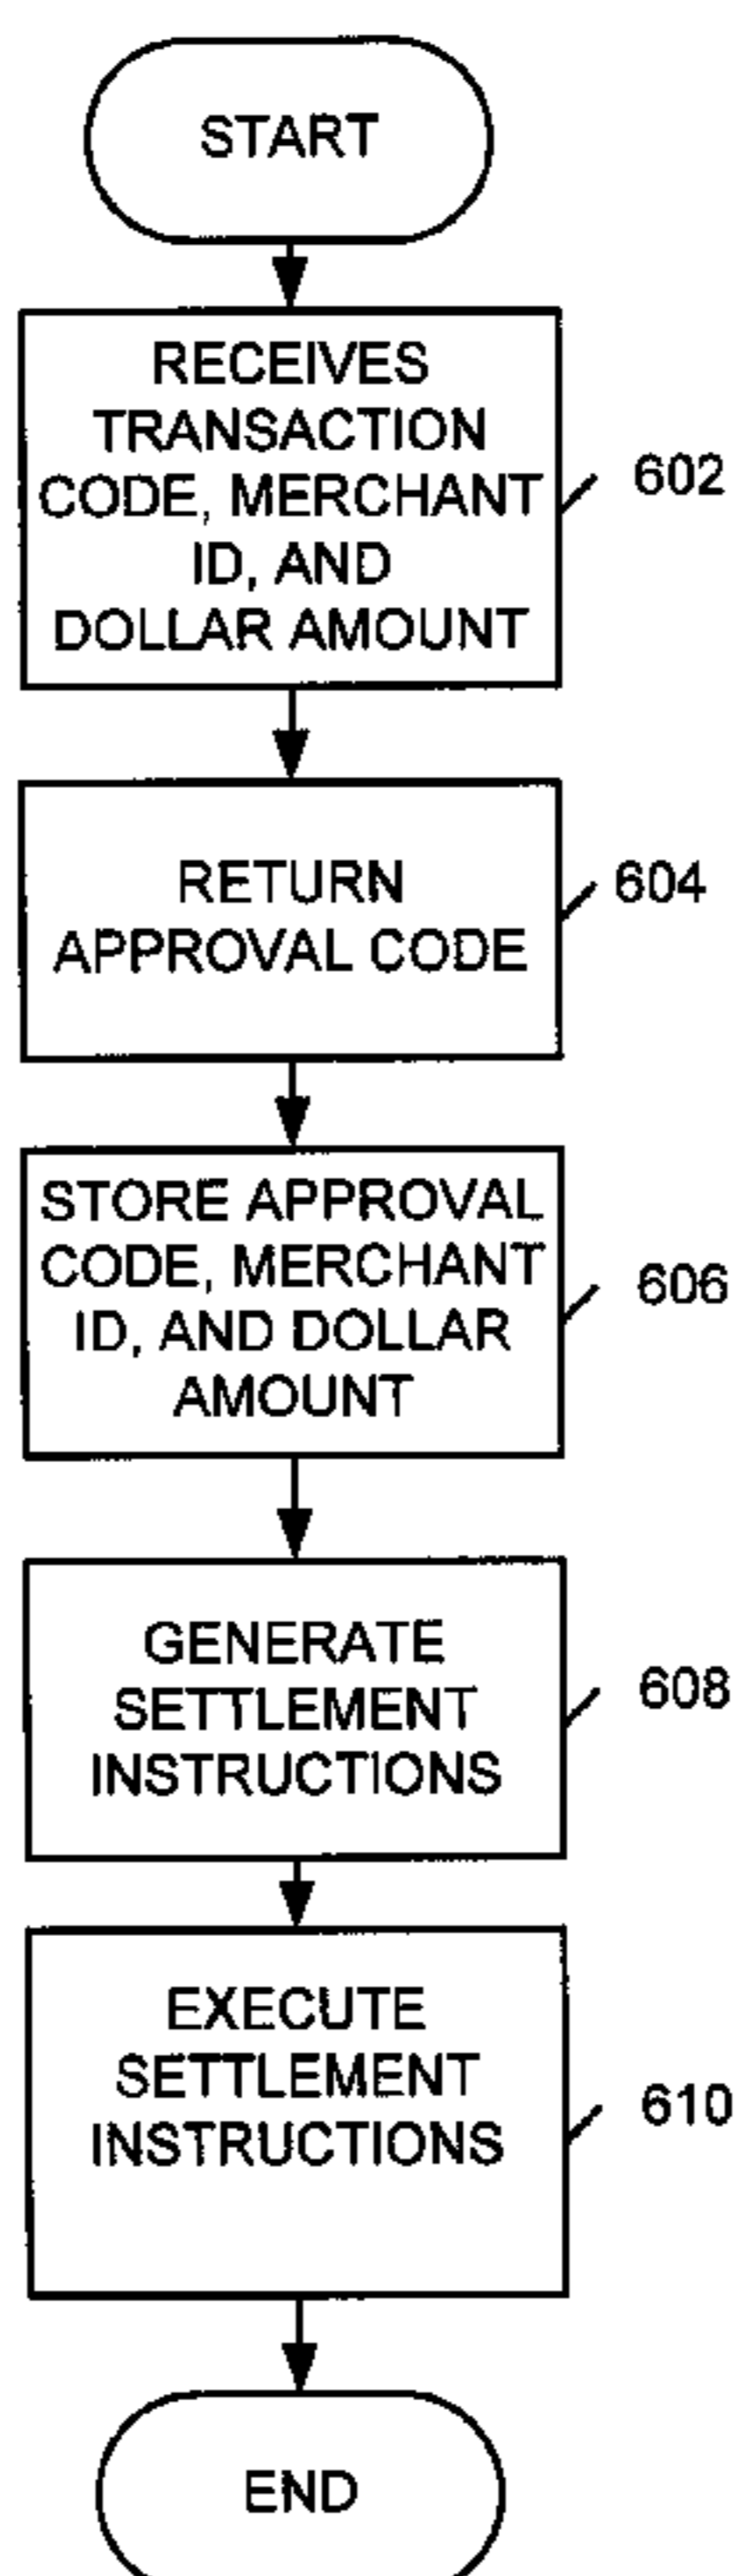 START
RECEIVES
TRANSACTION
CODE, MERCHANT
ID, AND
DOLLAR AMOUNT
602
RETURN
APPROVAL CODE
604
STORE APPROVAL
CODE, MERCHANT
ID, AND DOLLAR
AMOUNT
606
GENERATE
SETTLEMENT
INSTRUCTIONS
608
EXECUTE
SETTLEMENT
INSTRUCTIONS
610
END